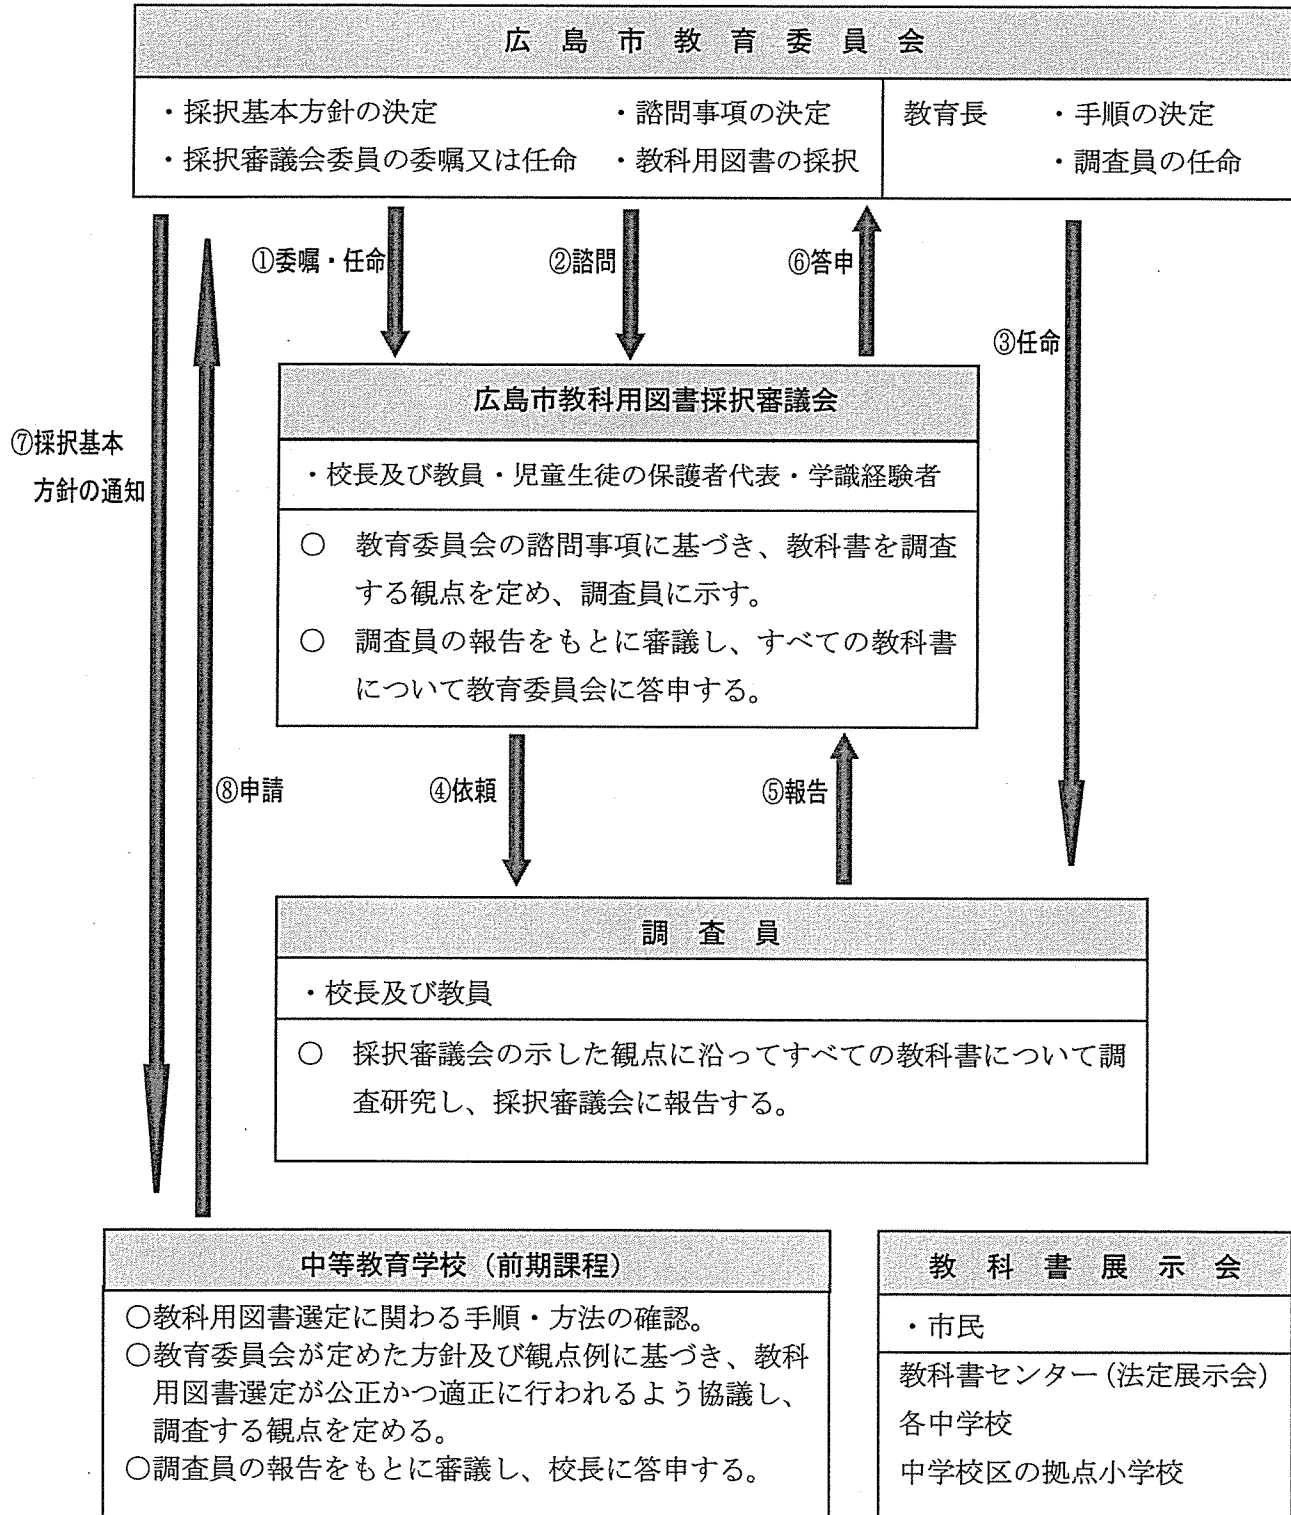 広島市教育委員会
・採択基本方針の決定 ・諮問事項の決定
・採択審議会委員の委嘱又は任命 ・教科用図書の採択
教育長 ・手順の決定
・調査員の任命
①委嘱・任命
②諮問
⑥答申
③任命
広島市教科用図書採択審議会
・校長及び教員・児童生徒の保護者代表・学識経験者
○ 教育委員会の諮問事項に基づき、教科書を調査
する観点を定め、調査員に示す。
○ 調査員の報告をもとに審議し、すべての教科書
について教育委員会に答申する。
⑦採択基本
方針の通知
⑧申請
④依頼
⑤報告
調査員
・校長及び教員
○ 採択審議会の示した観点に沿ってすべての教科書について調
査研究し、採択審議会に報告する。
中等教育学校（前期課程）
○教科用図書選定に関わる手順・方法の確認。
○教育委員会が定めた方針及び観点例に基づき、教科
用図書選定が公正かつ適正に行われるよう協議し、
調査する観点を定める。
○調査員の報告をもとに審議し、校長に答申する。
教科書展示会
・市民
教科書センター（法定展示会）
各中学校
中学校区の拠点小学校